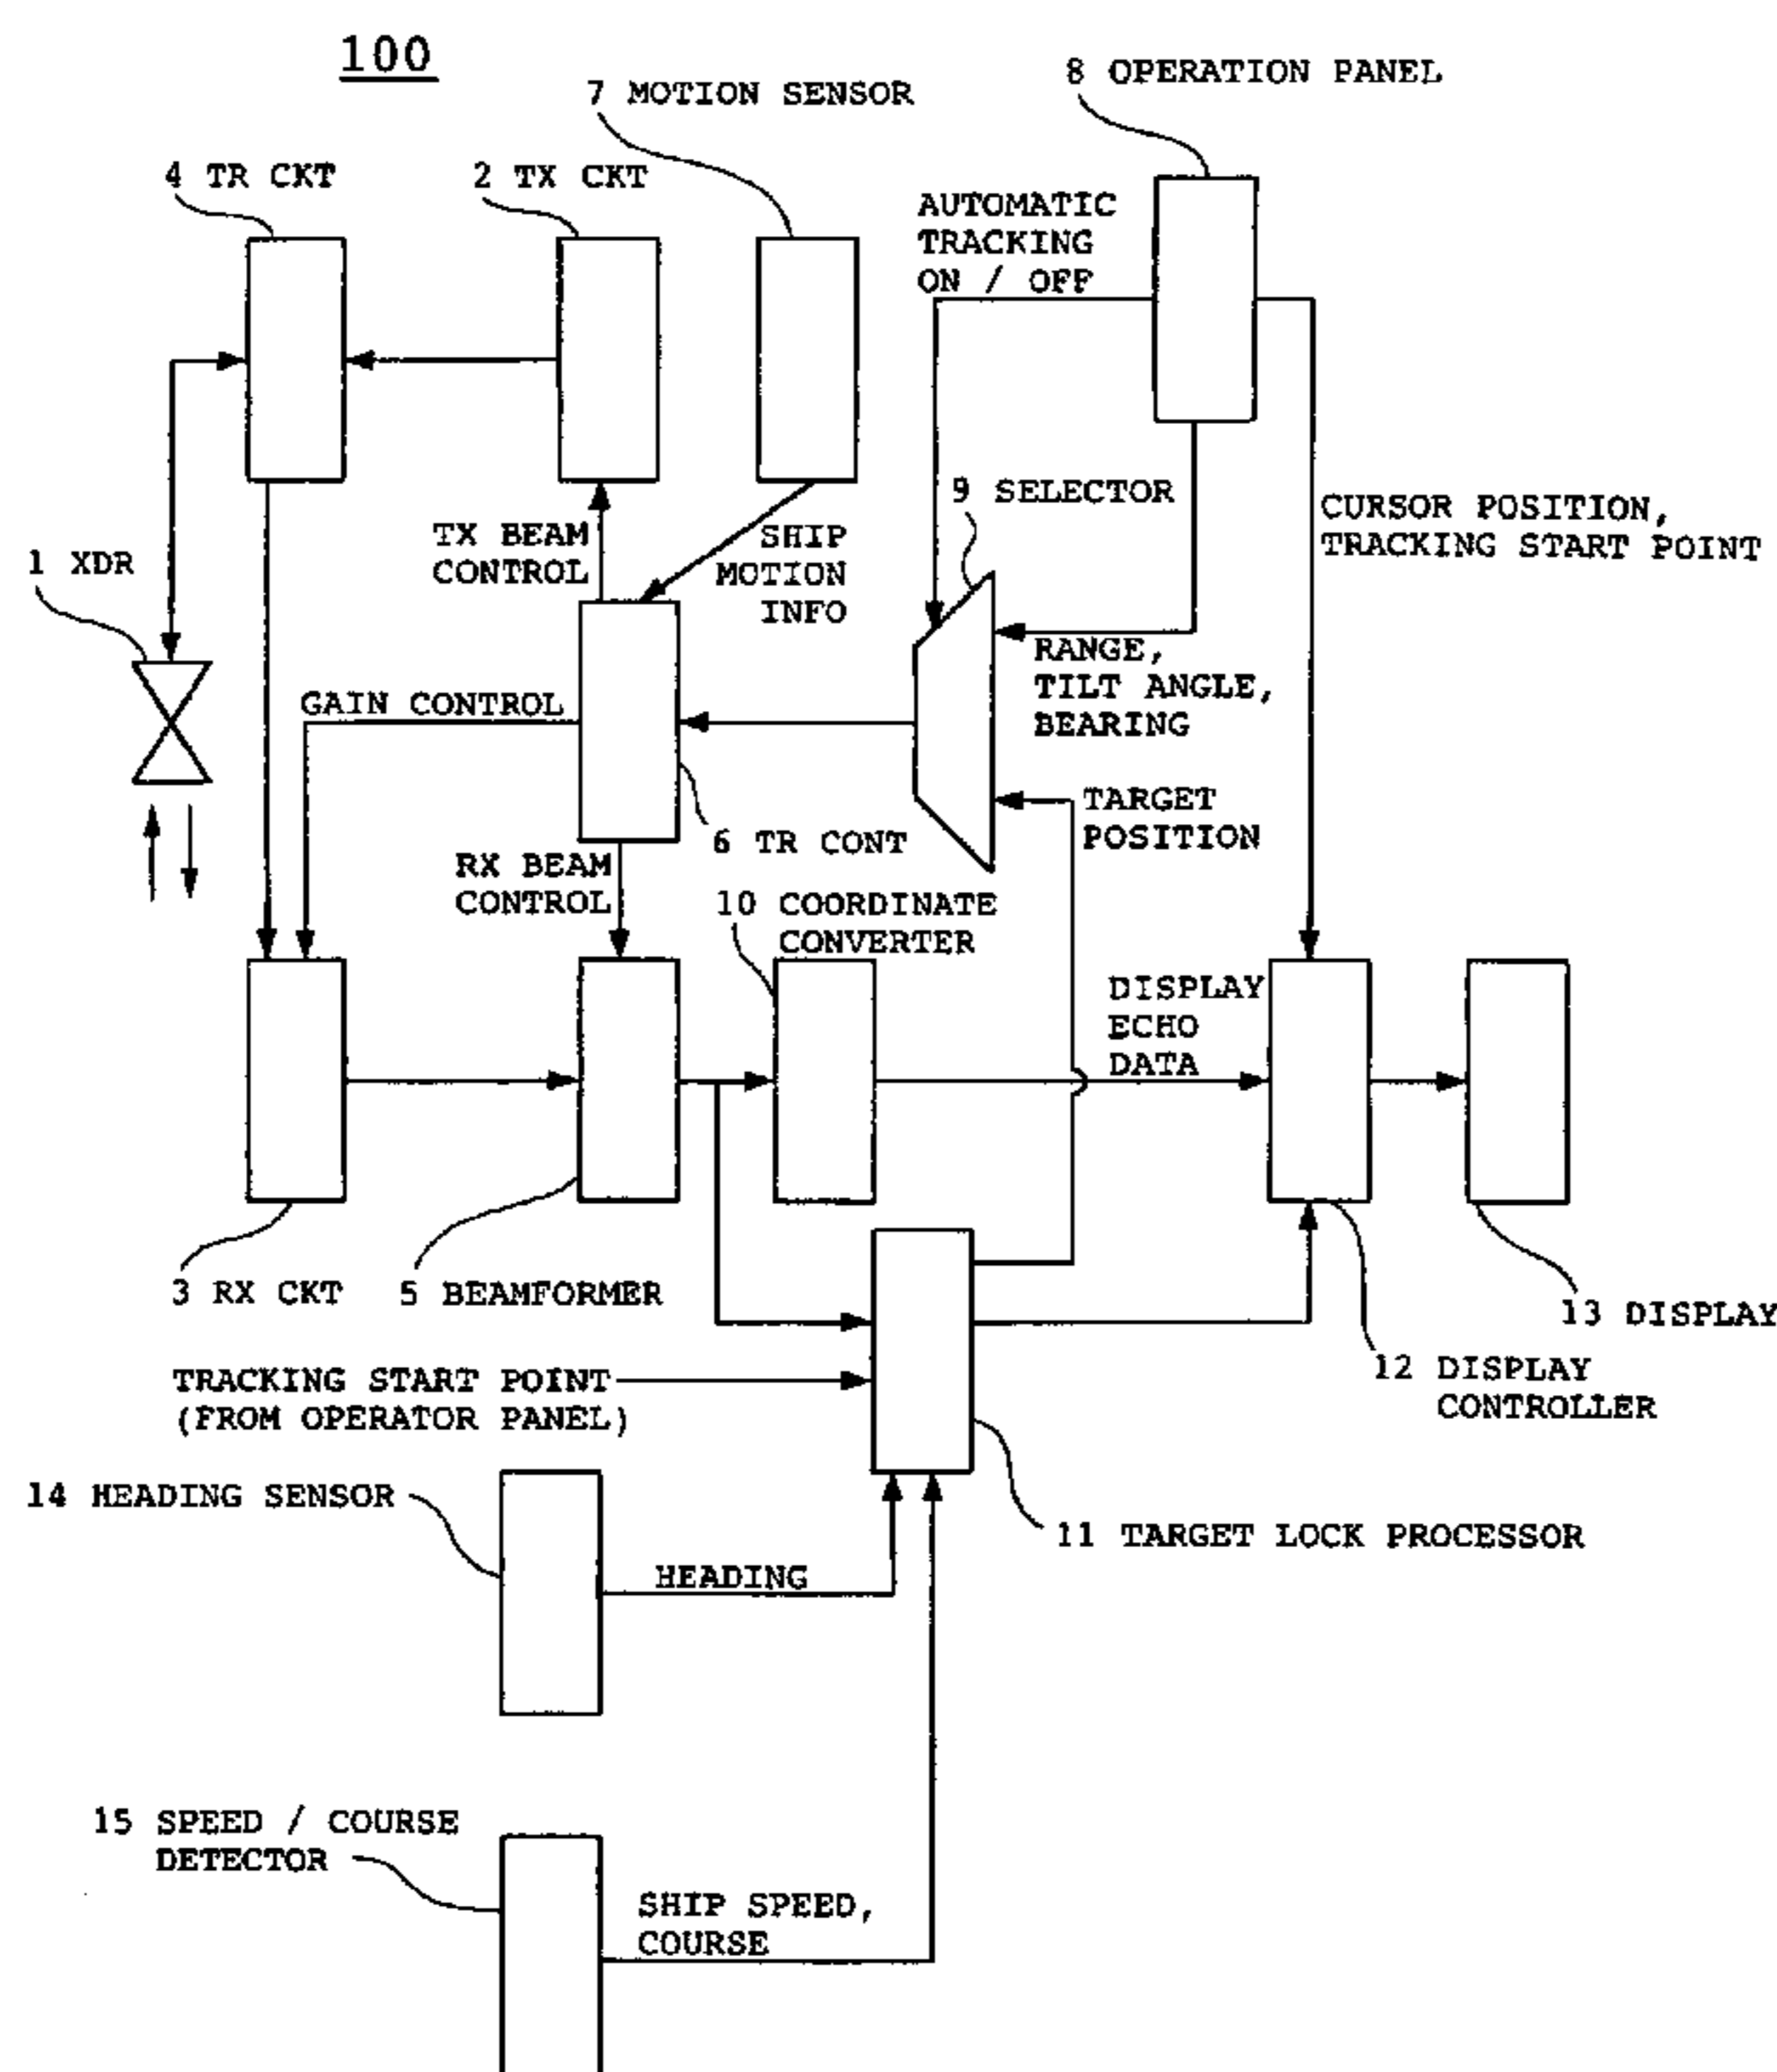 100
8 OPERATION PANEL
7 MOTION SENSOR
4 TR CKT
2 TX CKT
AUTOMATIC
TRACKING
ON / OFF
9 SELECTOR
CURSOR POSITION,
TRACKING START POINT
TX BEAM
CONTROL
SHIP
MOTION
INFO
1 XDR
RANGE,
TILT ANGLE,
BEARING
GAIN CONTROL
TARGET
POSITION
6 TR CONT
RX BEAM
CONTROL
10 COORDINATE
CONVERTER
DISPLAY
ECHO
DATA
3 RX CKT
5 BEAMFORMER
13 DISPLAY
12 DISPLAY
CONTROLLER
TRACKING START POINT
(FROM OPERATOR PANEL)
14 HEADING SENSOR
11 TARGET LOCK PROCESSOR
HEADING
15 SPEED / COURSE
DETECTOR
SHIP SPEED,
COURSE